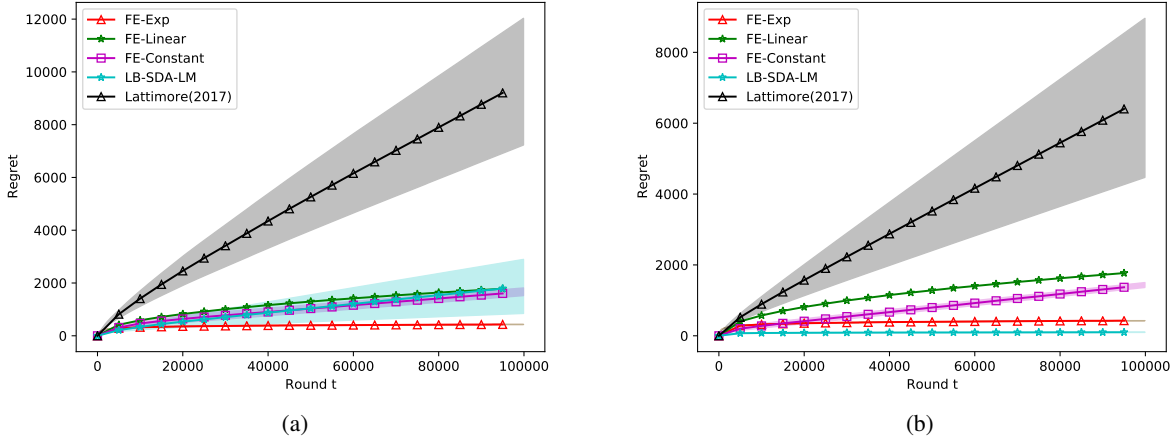 FE-Exp
FE-Linear
FE-Constant
LB-SDA-LM
Lattimore(2017)
12000
10000
8000
6000
4000
2000
0
Regret
0 20000 40000 60000 80000 100000
Round t
(a)
FE-Exp
FE-Linear
FE-Constant
LB-SDA-LM
Lattimore(2017)
8000
6000
4000
2000
0
Regret
0 20000 40000 60000 80000 100000
Round t
(b)